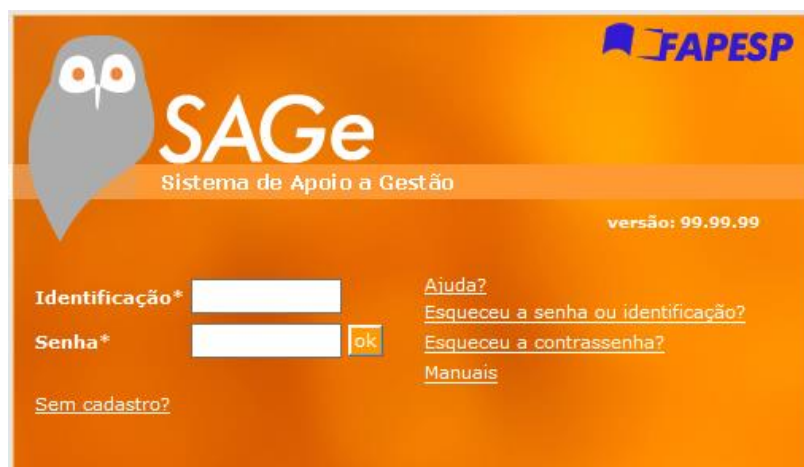 FAPESP
SAGe
Sistema de Apoio a Gestão
versão: 99.99.99
Identificação*
Senha*
ok
Sem cadastro?
Ajuda?
Esqueceu a senha ou identificação?
Esqueceu a contrassenha?
Manuais